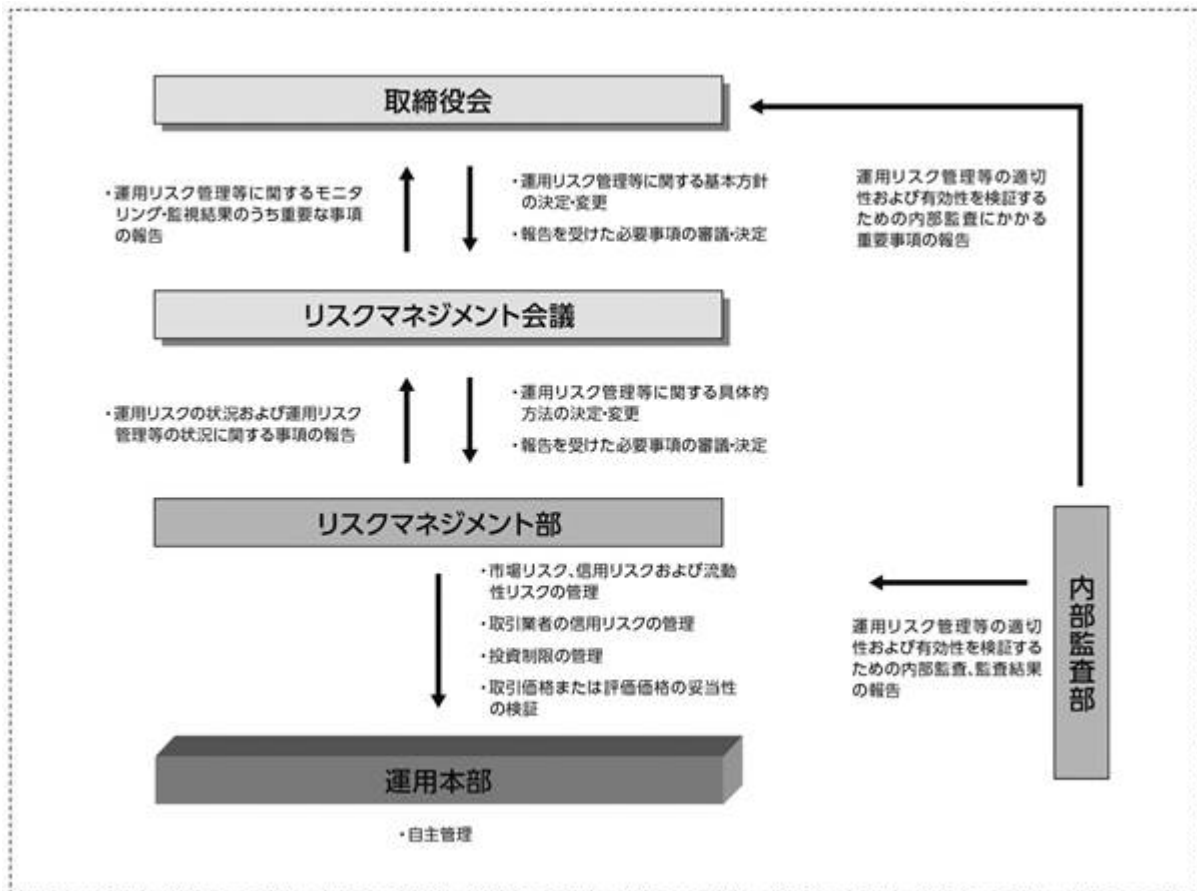 取締役会
・運用リスク管理等に関するモニタ
リング・監視結果のうち重要な事項
の報告
・運用リスク管理等に関する基本方針
の決定・変更
・報告を受けた必要事項の審議・決定
運用リスク管理等の適切
性および有効性を検証する
ための内部監査にかかる
重要事項の報告
リスクマネジメント会議
・運用リスクの状況および運用リスク
管理等の状況に関する事項の報告
・運用リスク管理等に関する具体的
方法の決定・変更
・報告を受けた必要事項の審議・決定
リスクマネジメント部
・市場リスク、信用リスクおよび流動
性リスクの管理
・取引業者の信用リスクの管理
・投資制限の管理
・取引価格または評価価格の妥当性
の検証
運用リスク管理等の適切
性および有効性を検証する
ための内部監査、監査結果
の報告
内部監査部
運用本部
・自主管理